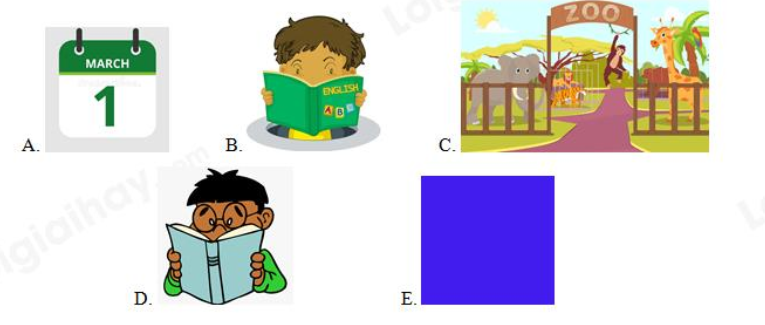 ZOO
MARCH
1
ENGLISH
A B
A.
B.
C.
D.
E.